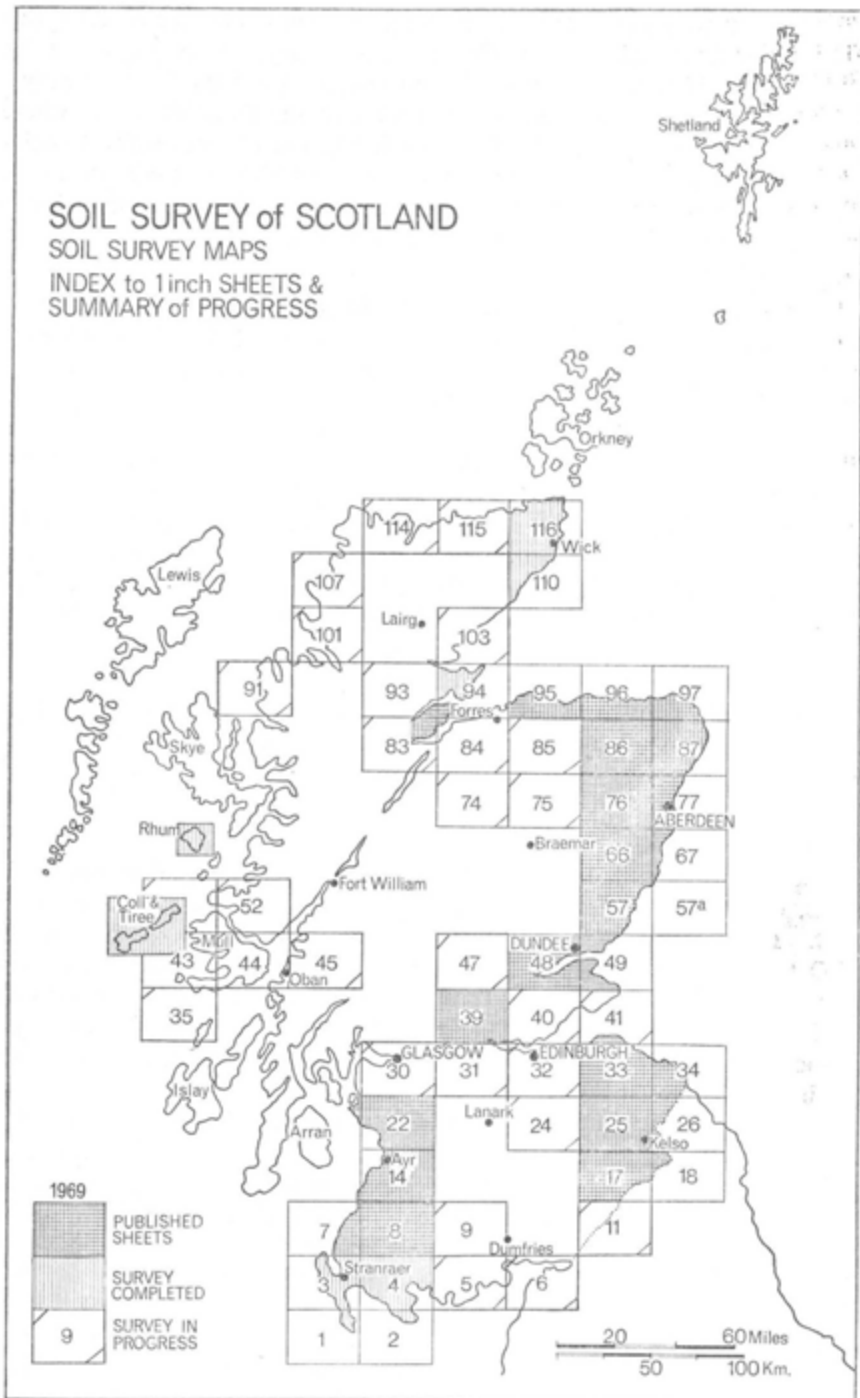 Shetland
SOIL SURVEY of SCOTLAND
SOIL SURVEY MAPS
INDEX to 1 inch SHEETS &
SUMMARY of PROGRESS
Orkney
114 115 116
Wick
Lewis
107 110
Lairg
101 103
91 93 94 95 96 97
Forres
Skye
83 84 85 86 87
74 75 76 77
ABERDEEN
Rhum
Braemar 66 67
Fort William
52
Coll &
Tiree
57 57a
Mull
DUNDEE
43 44 45 47 48 49
Oban
35 39 40 41
GLASGOW EDINBURGH
30 31 32 33 34
Islay
Lanark
22 24 25 26
Arran
Kelso
Ayr
14 17 18
1969
PUBLISHED
SHEETS
7 8 9 11
Dumfries
Stranraer
SURVEY
COMPLETED
3 4 5 6
9 SURVEY IN
PROGRESS
1 2
20 60 Miles
50 100 Km.